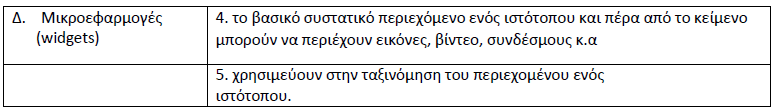 Δ. Μικροεφαρμογές 4. το βασικό συστατικό περιεχόμενο ενός ιστότοπου και πέρα από το κείμενο
(widgets) μπορούν να περιέχουν εικόνες, βίντεο, συνδέσμους κ.α
5. χρησιμεύουν στην ταξινόμηση του περιεχομένου ενός
ιστότοπου.